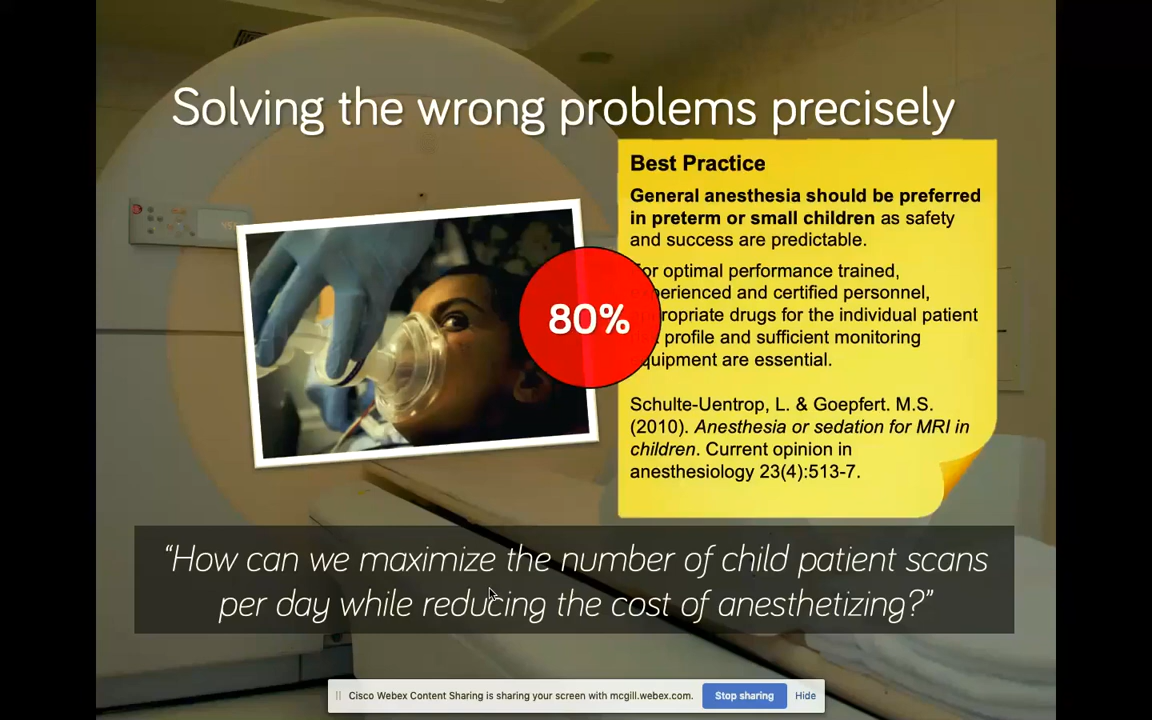 Solving the wrong problems precisely
Best Practice
General anesthesia should be preferred
in preterm or small children as safety
and success are predictable.
optimal performance trained,
and certified personnel,
drugs for the individual patient
profile and sufficient monitoring
are essential.
Schulte-Uentrop, L. & Goepfert. M.S.
(2010). Anesthesia or sedation for MRI in
children. Current opinion in
anesthesiology 23(4):513-7.
80%
“How can we maximize the number of child patient scans
per day while reducing the cost of anesthetizing?”
Cisco Webex Content Sharing is sharing your screen with mcgill.webex.com.
Stop sharing
Hide